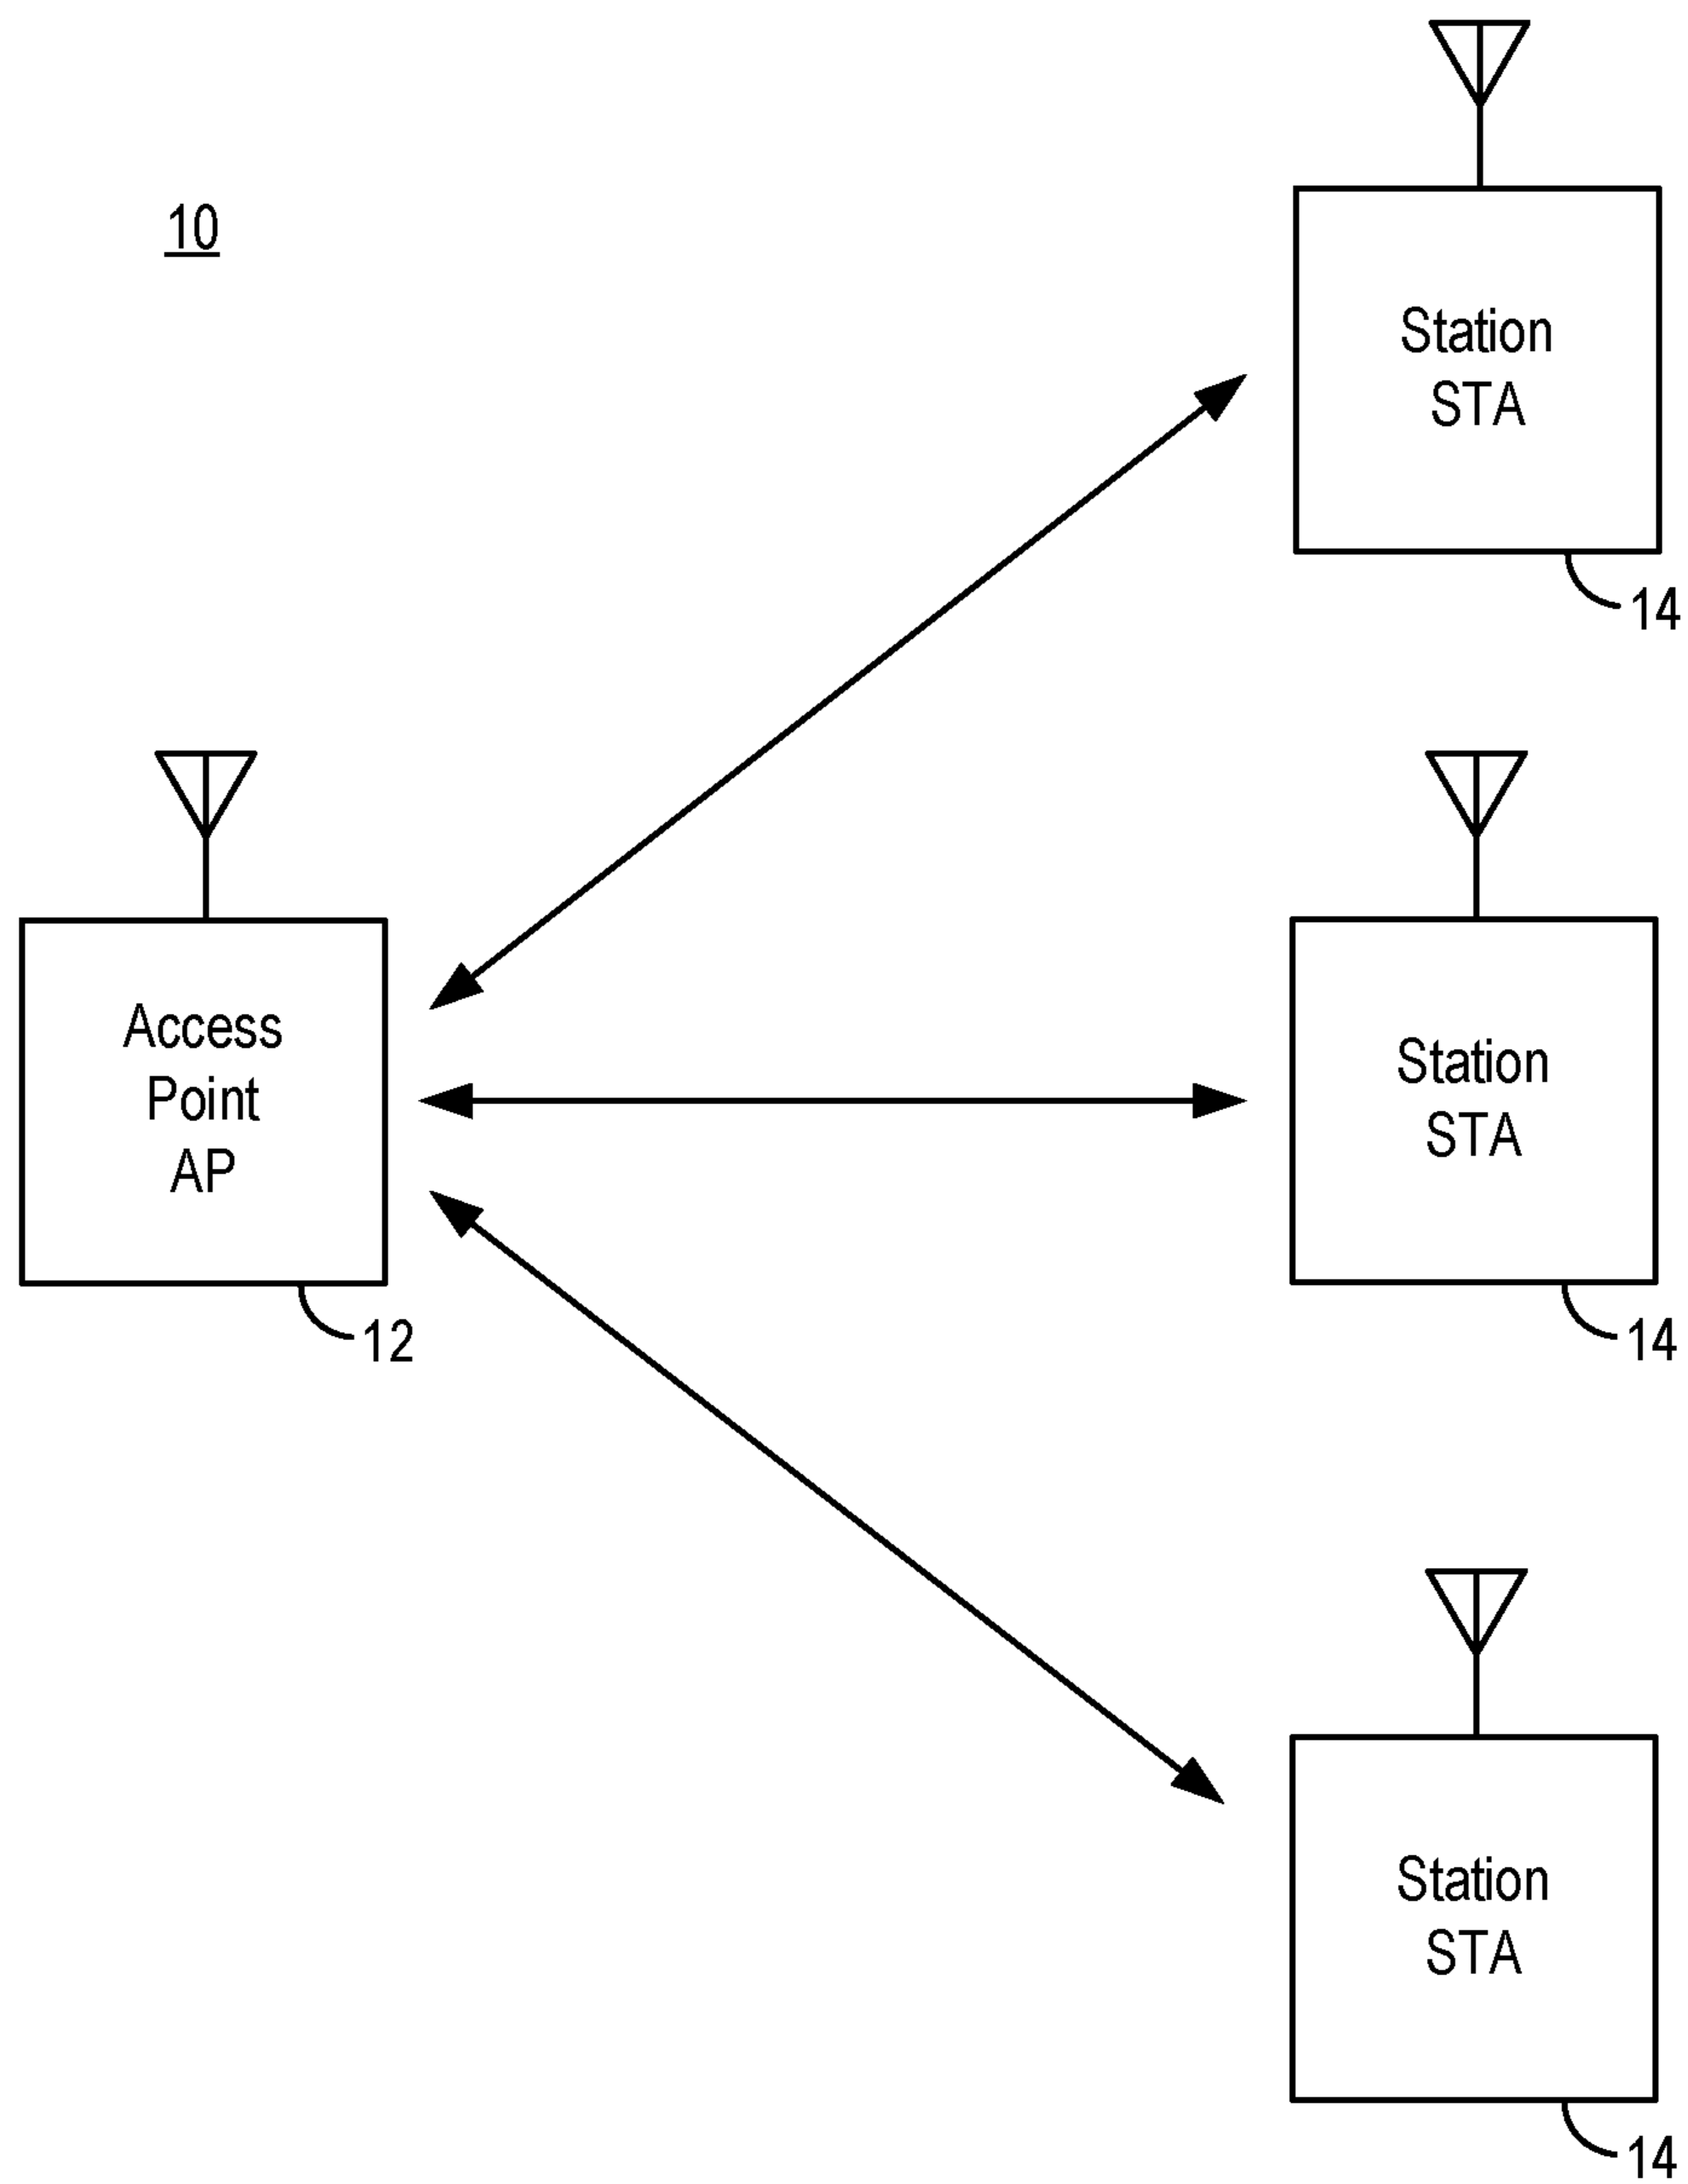 10
Station
STA
14
Access
Point
AP
12
Station
STA
14
Station
STA
14